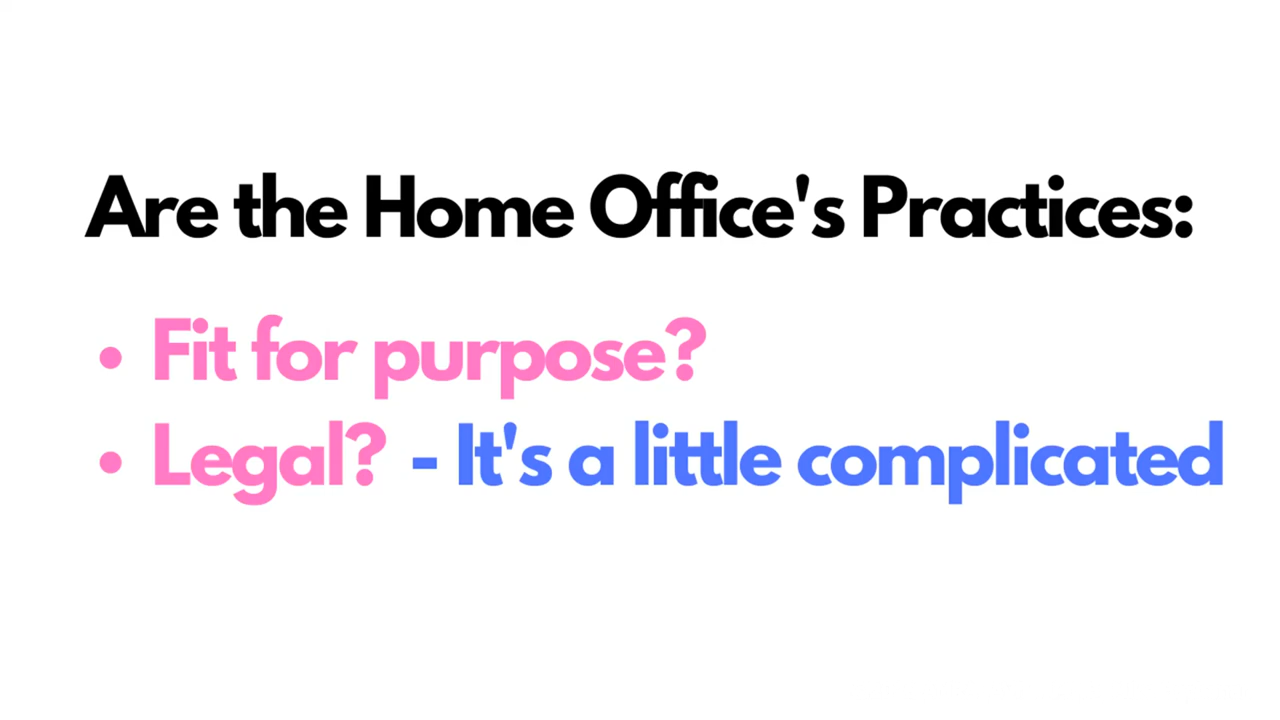 Are the Home Office's Practices:
• Fit for purpose?
• Legal? - It's a little complicated